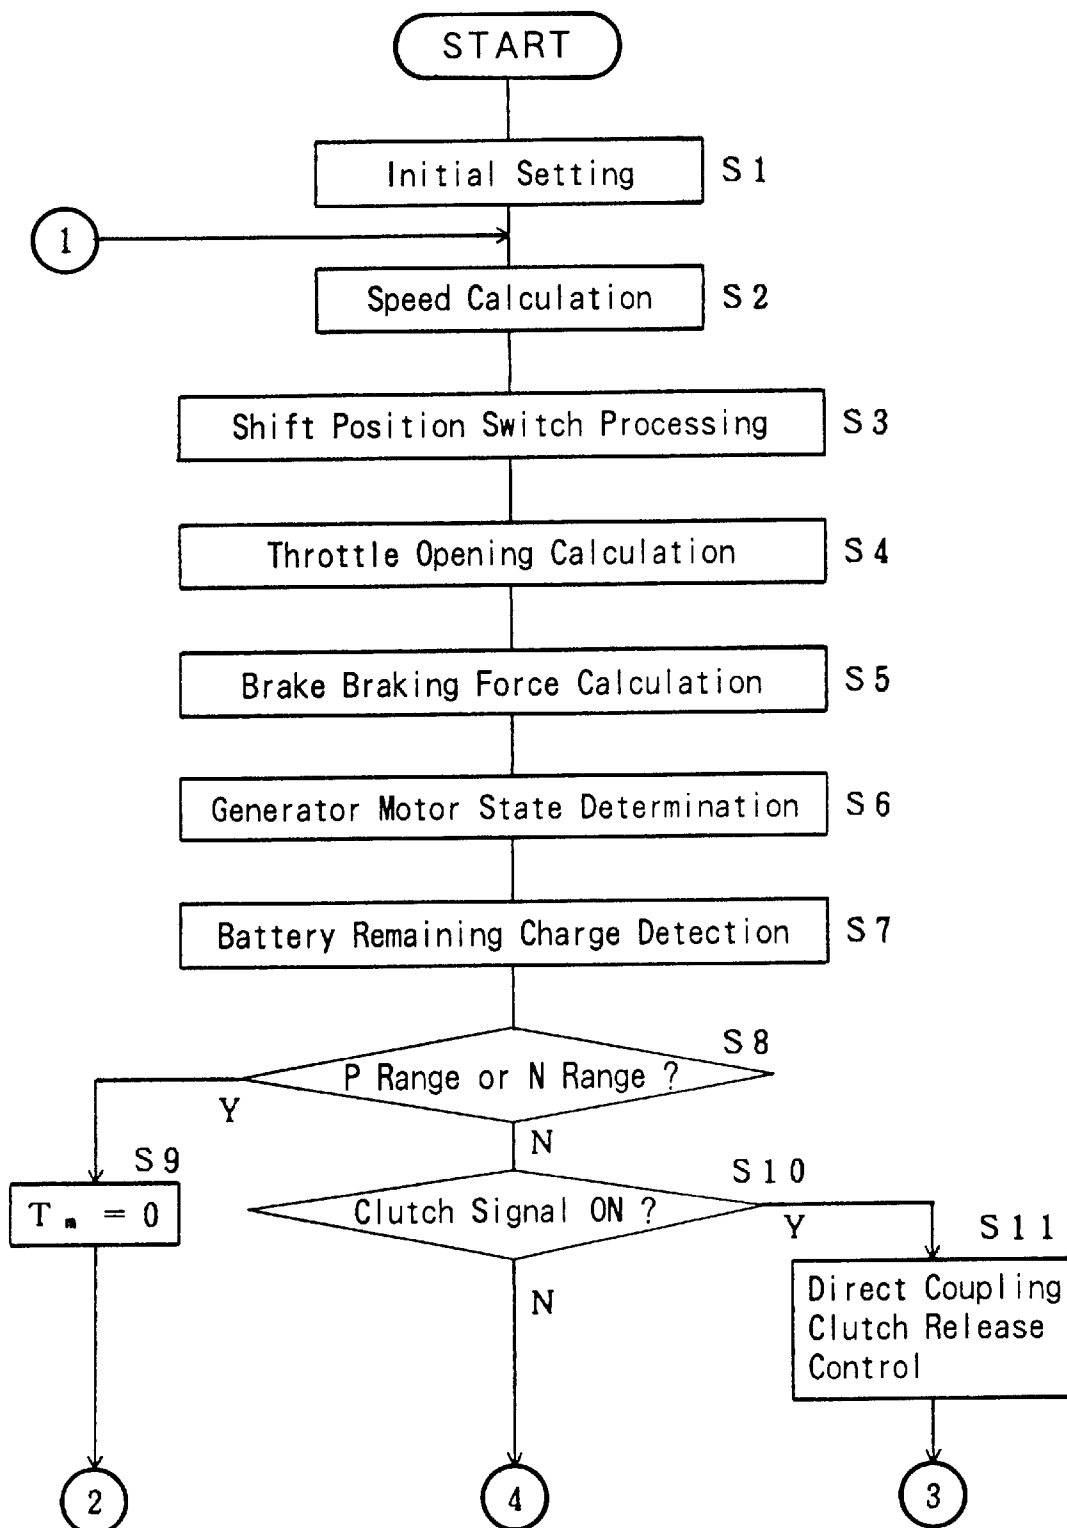 START
Initial Setting
S1
1
Speed Calculation
S2
Shift Position Switch Processing
S3
Throttle Opening Calculation
S4
Brake Braking Force Calculation
S5
Generator Motor State Determination
S6
Battery Remaining Charge Detection
S7
S8
P Range or N Range ?
Y
N
S9
Tm = 0
S10
Clutch Signal ON ?
Y
N
S11
Direct Coupling
Clutch Release
Control
2
4
3